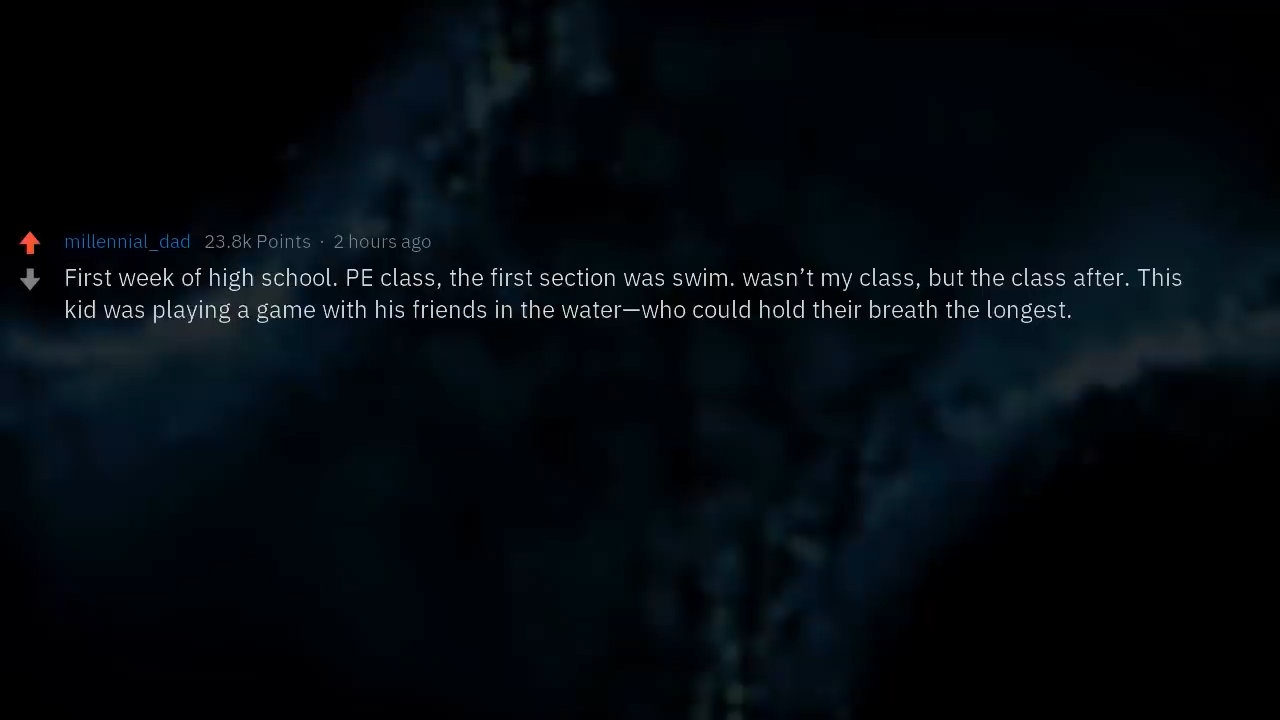 millennial_dad 23.8k Points · 2 hours ago
First week of high school. PE class, the first section was swim. wasn’t my class, but the class after. This
kid was playing a game with his friends in the water—who could hold their breath the longest.